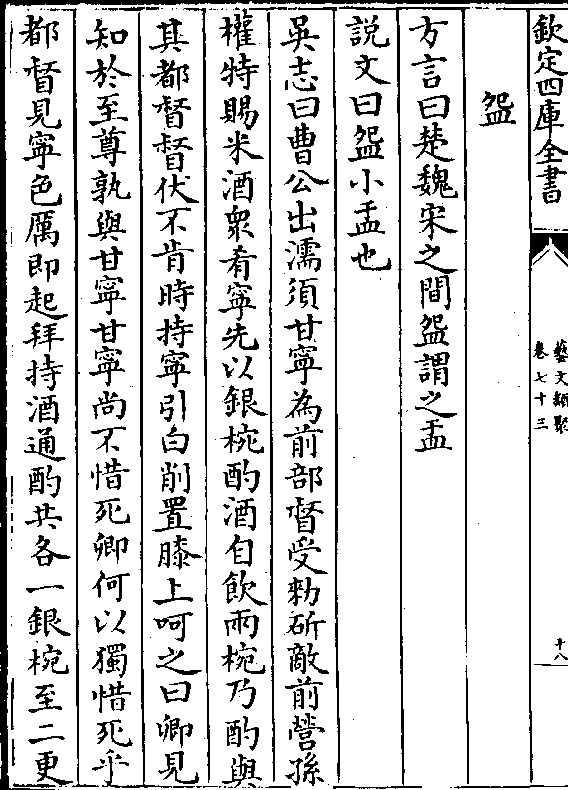 欽定四庫全書
藝文類聚
卷七十三
十八
盌
方言曰楚魏宋之間盌謂之盂
説文曰盌小盂也
吳志曰曹公出濡須甘寧為前部督受勑斫敵前營孫
權特賜米酒衆肴寧先以銀椀酌酒自飲兩椀乃酌與
其都督督伏不肯時持寧引白削置膝上呵之曰卿見
知於至尊孰與甘寧甘寧尚不惜死卿何以獨惜死乎
都督見寧色厲即起拜持酒通酌共各一銀椀至二更